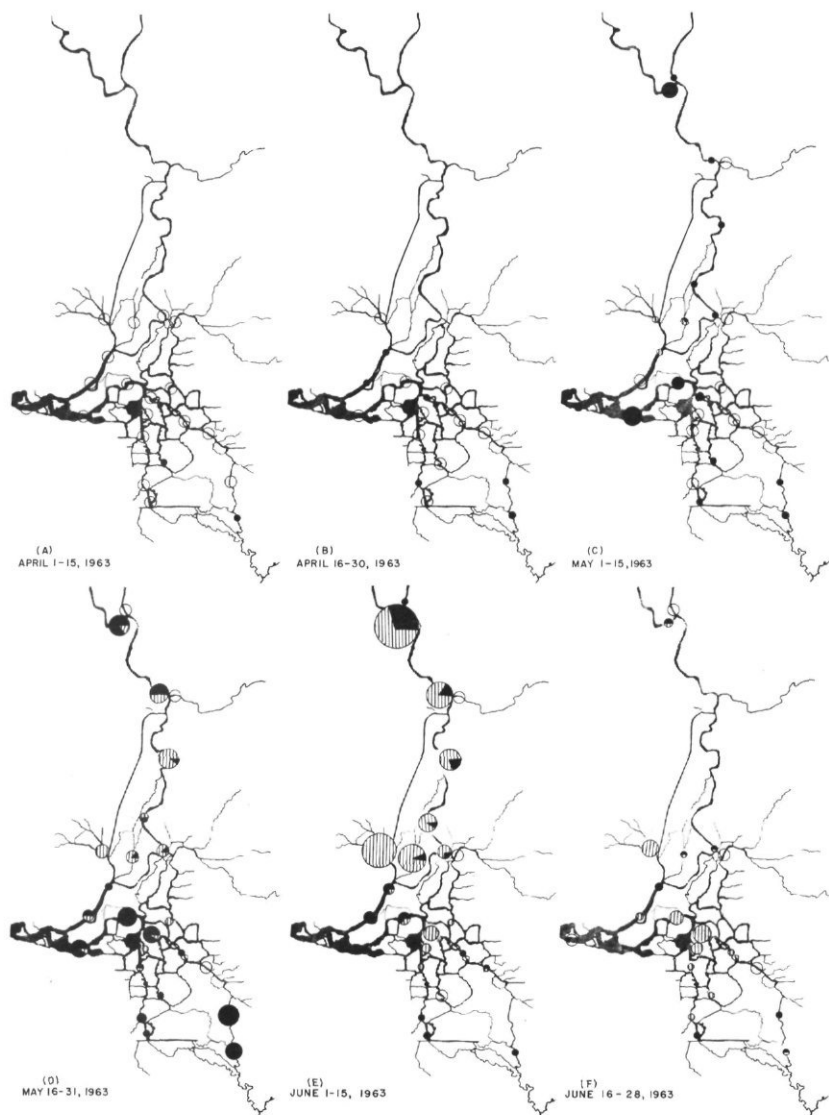 (A)
APRIL 1-15, 1963
(B)
APRIL 16-30, 1963
(C)
MAY 1-15, 1963
(D)
MAY 16-31, 1963
(E)
JUNE 1-15, 1963
(F)
JUNE 16-28, 1963